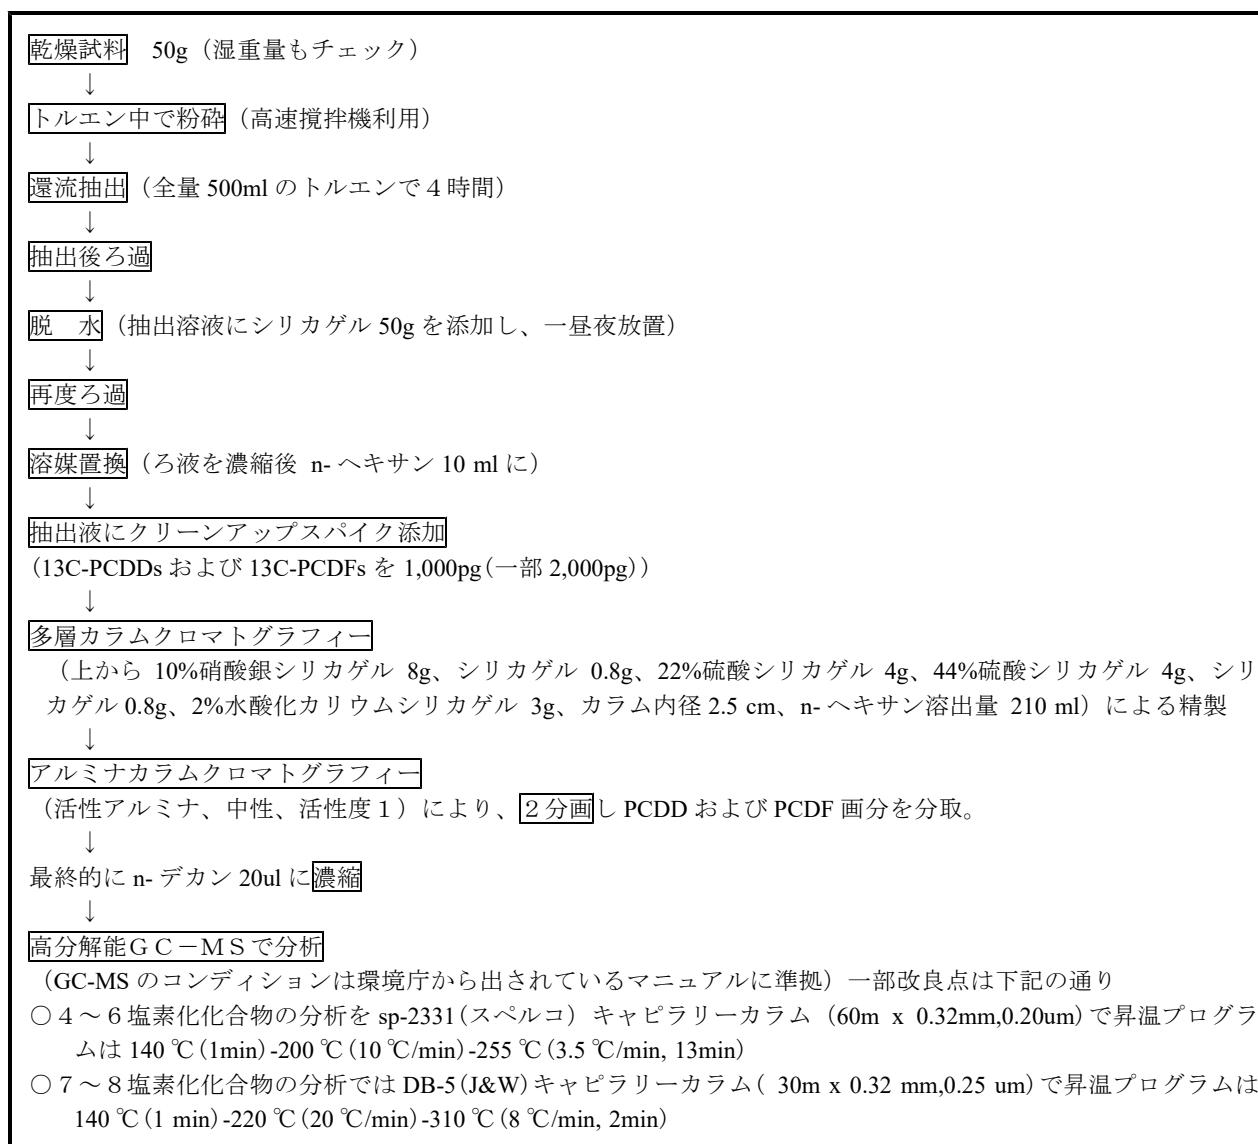 乾燥試料　50g（湿重量もチェック）
↓
トルエン中で粉砕（高速撹拌機利用）
↓
還流抽出（全量 500ml のトルエンで４時間）
↓
抽出後ろ過
↓
脱　水（抽出溶液にシリカゲル 50g を添加し、一昼夜放置）
↓
再度ろ過
↓
溶媒置換（ろ液を濃縮後 n- ヘキサン 10 ml に）
↓
抽出液にクリーンアップスパイク添加
（13C-PCDDs および 13C-PCDFs を 1,000pg（一部 2,000pg））
↓
多層カラムクロマトグラフィー
（上から 10%硝酸銀シリカゲル 8g、シリカゲル 0.8g、22%硫酸シリカゲル 4g、44%硫酸シリカゲル 4g、シリ
カゲル 0.8g、2%水酸化カリウムシリカゲル 3g、カラム内径 2.5 cm、n- ヘキサン溶出量 210 ml）による精製
↓
アルミナカラムクロマトグラフィー
（活性アルミナ、中性、活性度１）により、２分画し PCDD および PCDF 画分を分取。
↓
最終的に n- デカン 20ul に濃縮
↓
高分解能ＧＣ－ＭＳで分析
（GC-MS のコンディションは環境庁から出されているマニュアルに準拠）一部改良点は下記の通り
○４～６塩素化化合物の分析を sp-2331（スペルコ）キャピラリーカラム（60m x 0.32mm,0.20um）で昇温プログラ
ムは 140 ℃（1min）-200 ℃（10 ℃/min）-255 ℃（3.5 ℃/min, 13min）
○７～８塩素化化合物の分析では DB-5（J&W）キャピラリーカラム（ 30m x 0.32 mm,0.25 um）で昇温プログラムは
140 ℃（1 min）-220 ℃（20 ℃/min）-310 ℃（8 ℃/min, 2min）